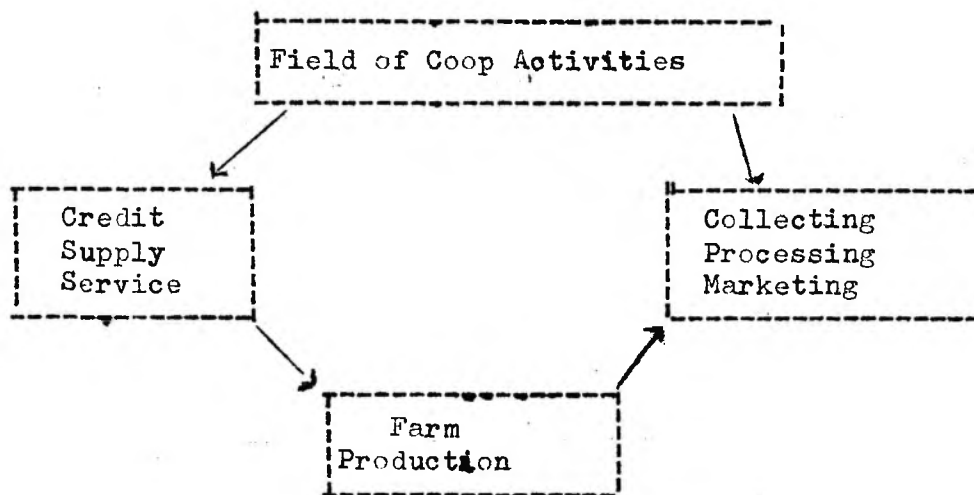 Field of Coop Activities
Credit
Supply
Service
Collecting
Processing
Marketing
Farm
Production